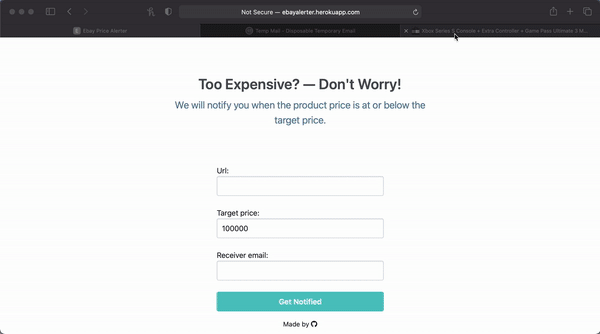 Not Secure — ebayalerter.herokuapp.com
Ebay Price Alerter
Temp Mail - Disposable Temporary Email
Xbox Series S Console + Extra Controller + Game Pass Ultimate 3 M...
Too Expensive? — Don't Worry!
We will notify you when the product price is at or below the
target price.
Url:
Target price:
100000
Receiver email:
Get Notified
Made by